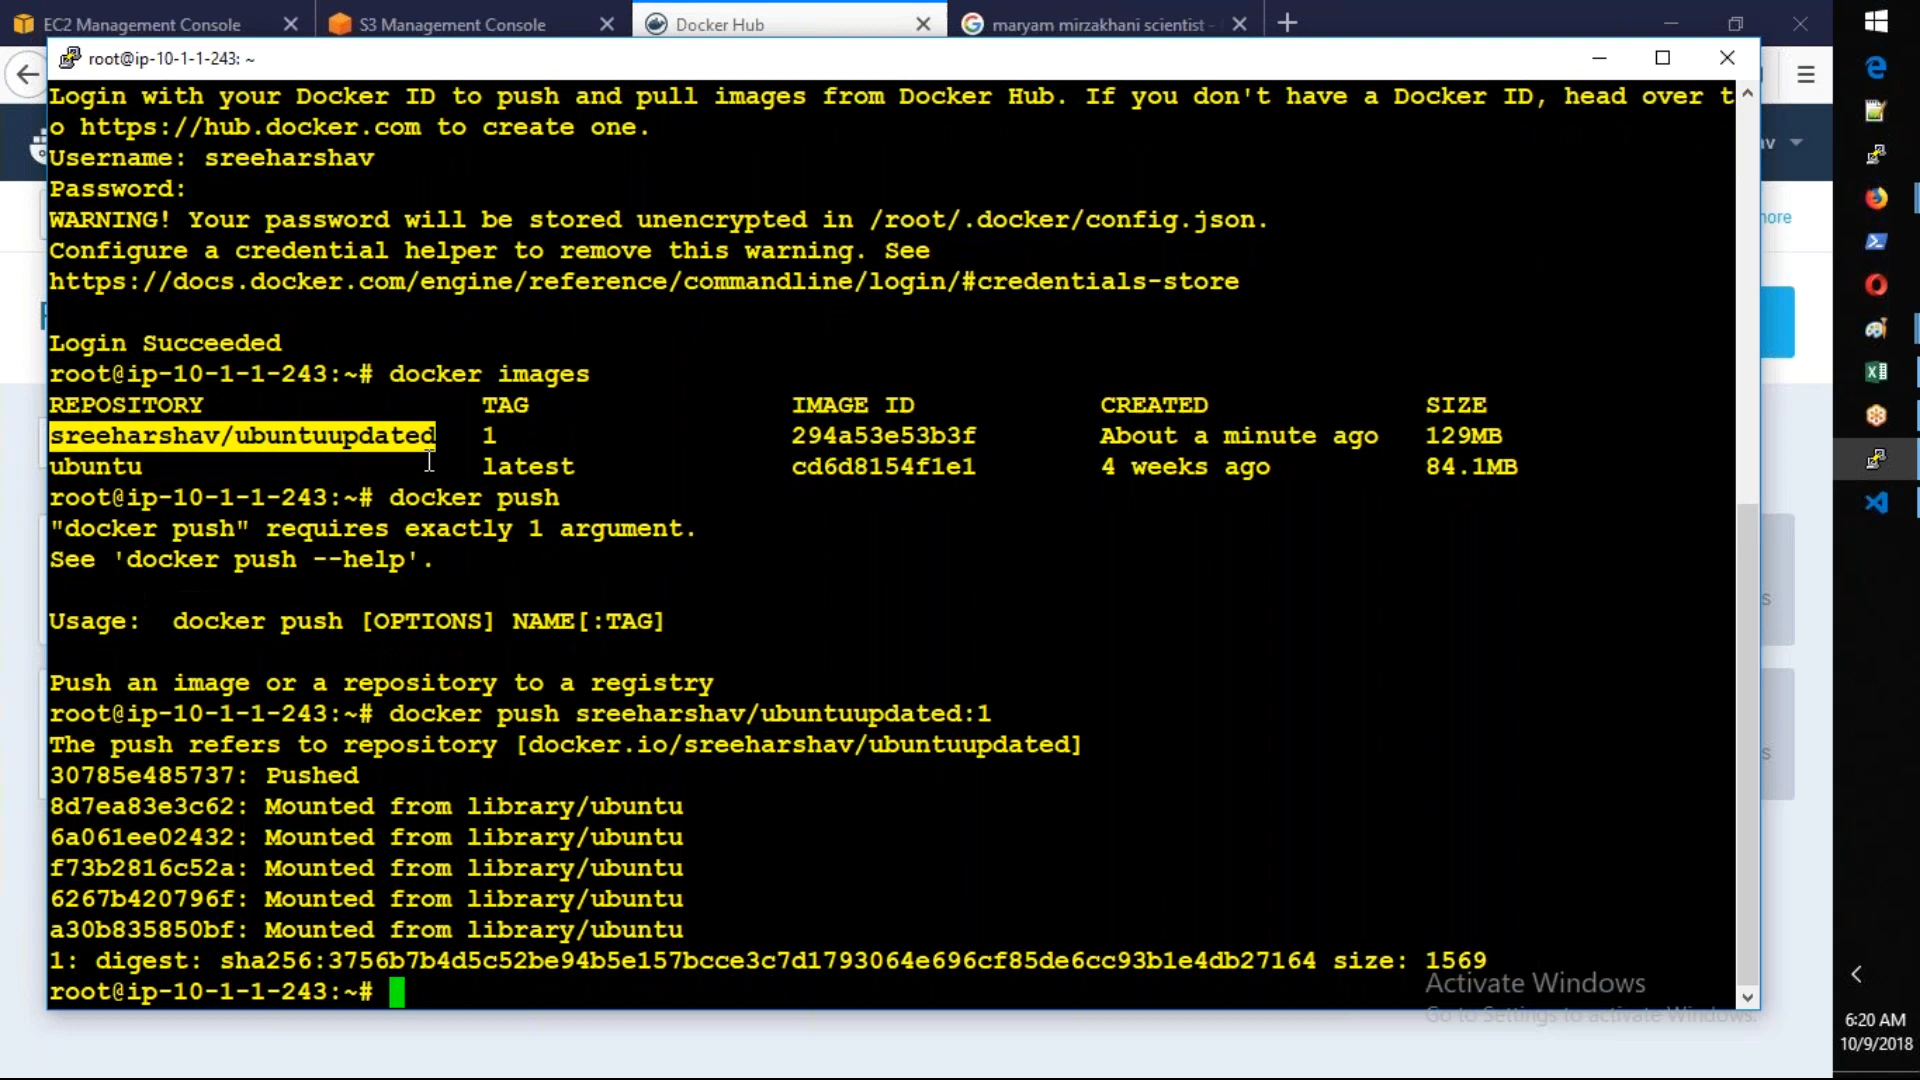 EC2 Management Console
S3 Management Console
Docker Hub
maryam mirzakhani scientist -
root@ip-10-1-1-243: ~
Login with your Docker ID to push and pull images from Docker Hub. If you don't have a Docker ID, head over t
o https://hub.docker.com to create one.
Username: sreeharshav
Password:
WARNING! Your password will be stored unencrypted in /root/.docker/config.json.
Configure a credential helper to remove this warning. See
https://docs.docker.com/engine/reference/commandline/login/#credentials-store
Login Succeeded
root@ip-10-1-1-243:~# docker images
REPOSITORY TAG IMAGE ID CREATED SIZE
sreeharshav/ubuntuupdated 1 294a53e53b3f About a minute ago 129MB
ubuntu latest cd6d8154f1e1 4 weeks ago 84.1MB
root@ip-10-1-1-243:~# docker push
"docker push" requires exactly 1 argument.
See 'docker push --help'.
Usage: docker push [OPTIONS] NAME[:TAG]
Push an image or a repository to a registry
root@ip-10-1-1-243:~# docker push sreeharshav/ubuntuupdated:1
The push refers to repository [docker.io/sreeharshav/ubuntuupdated]
30785e485737: Pushed
8d7ea83e3c62: Mounted from library/ubuntu
6a061ee02432: Mounted from library/ubuntu
f73b2816c52a: Mounted from library/ubuntu
6267b420796f: Mounted from library/ubuntu
a30b835850bf: Mounted from library/ubuntu
1: digest: sha256:3756b7b4d5c52be94b5e157bcce3c7d1793064e696cf85de6cc93b1e4db27164 size: 1569
root@ip-10-1-1-243:~#
Activate Windows
Go to Settings to activate Windows.
6:20 AM
10/9/2018